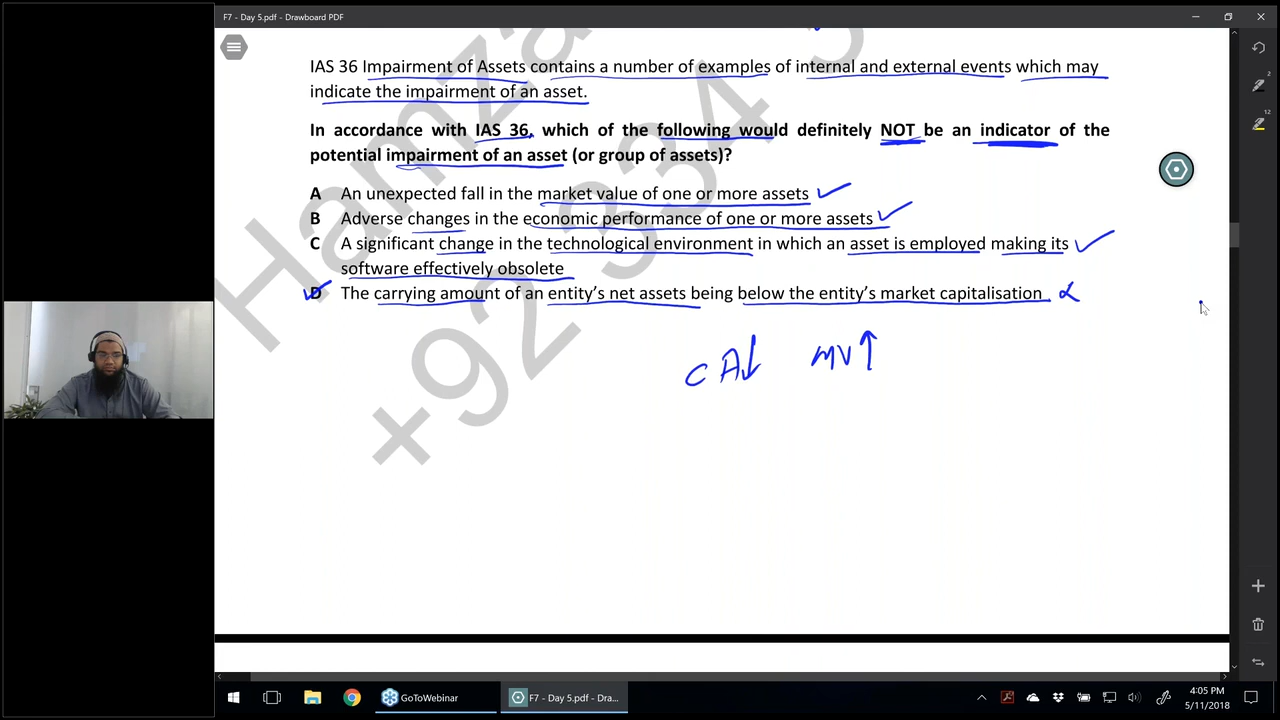 F7 - Day 5.pdf - Drawboard PDF
IAS 36 Impairment of Assets contains a number of examples of internal and external events which may
indicate the impairment of an asset.
In accordance with IAS 36, which of the following would definitely NOT be an indicator of the
potential impairment of an asset (or group of assets)?
A An unexpected fall in the market value of one or more assets
B Adverse changes in the economic performance of one or more assets
C A significant change in the technological environment in which an asset is employed making its
software effectively obsolete
D The carrying amount of an entity's net assets being below the entity's market capitalisation
CA↓ MV↑
Hamza
+92 334 5
2
12
GoToWebinar
F7 - Day 5.pdf - Dra...
4:05 PM
5/11/2018